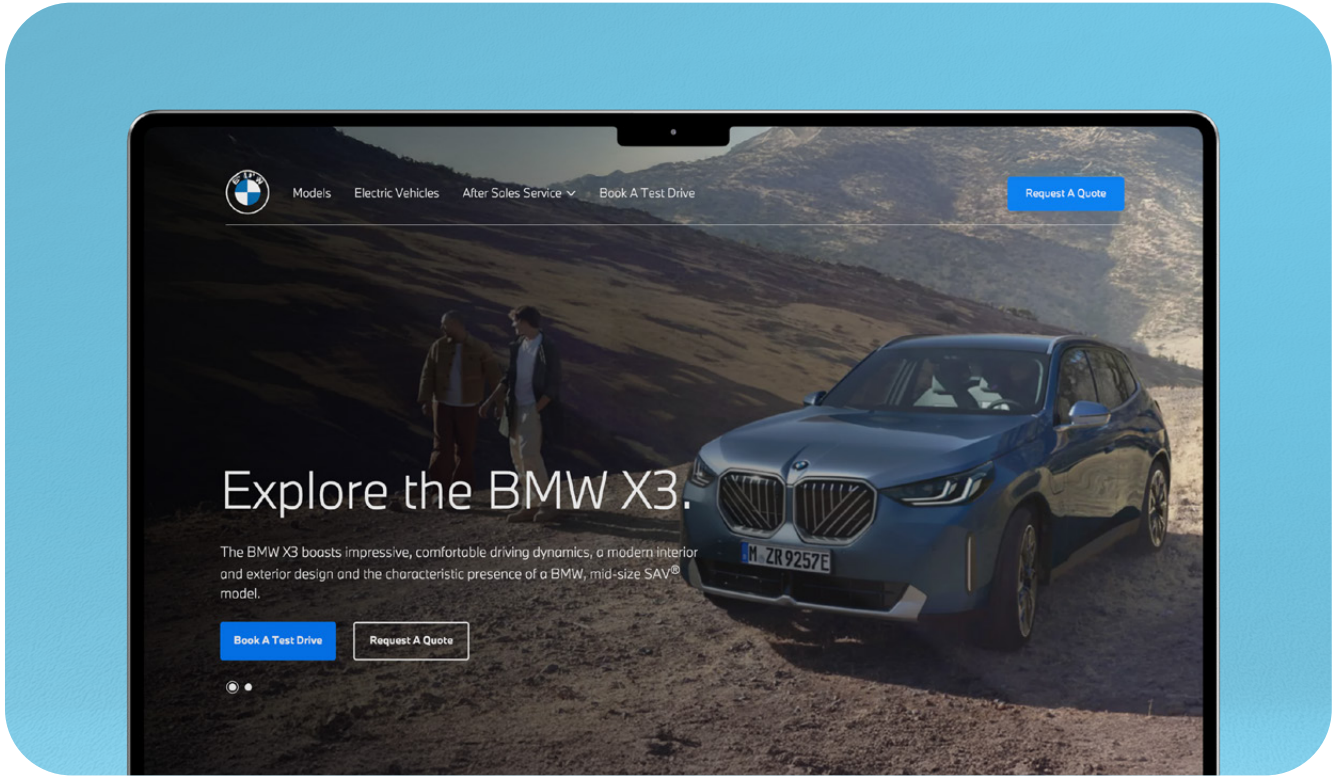 BMW
Models Electric Vehicles After Sales Service Book A Test Drive Request A Quote
Explore the BMW X3.
The BMW X3 boasts impressive, comfortable driving dynamics, a modern interior
and exterior design and the characteristic presence of a BMW, mid-size SAV®
model.
M ZR 9257E
Book A Test Drive Request A Quote